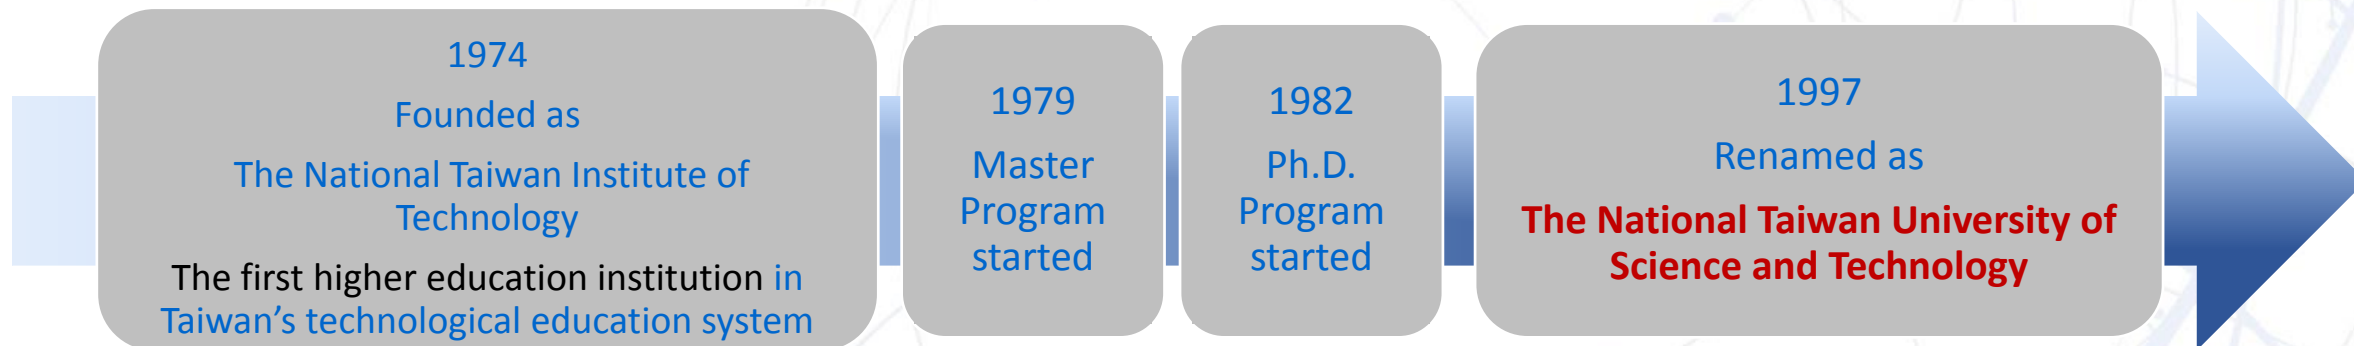 1974
Founded as
The National Taiwan Institute of
Technology
The first higher education institution in
Taiwan’s technological education system
1979
Master
Program
started
1982
Ph.D.
Program
started
1997
Renamed as
The National Taiwan University of
Science and Technology